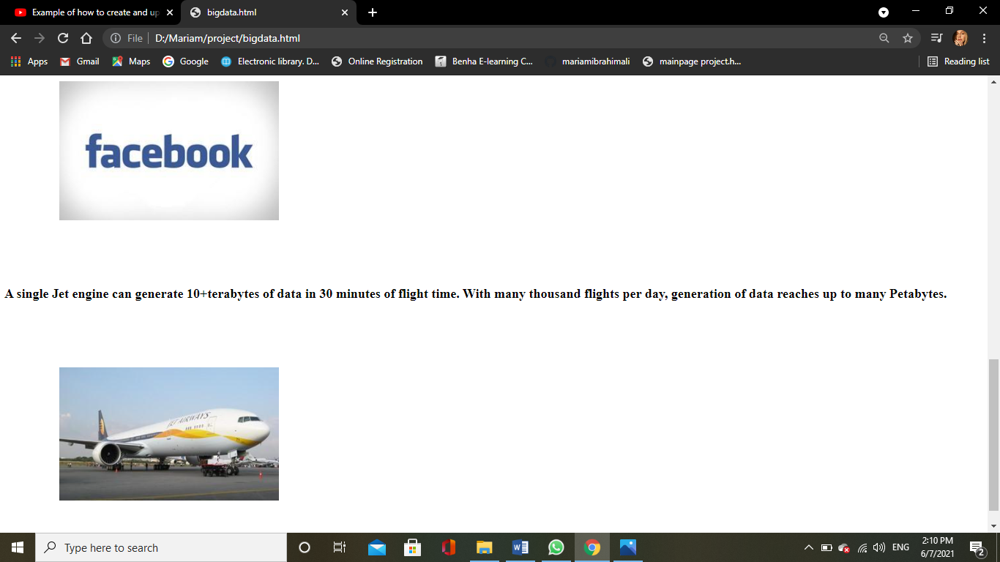 Example of how to create and up
bigdata.html
File
D:/Mariam/project/bigdata.html
Apps
Gmail
Maps
Google
Electronic library. D...
Online Registration
Benha E-learning C...
mariamibrahimali
mainpage project.h...
Reading list
facebook
A single Jet engine can generate 10+terabytes of data in 30 minutes of flight time. With many thousand flights per day, generation of data reaches up to many Petabytes.
JET AIRWAYS
Type here to search
ENG
2:10 PM
6/7/2021
2